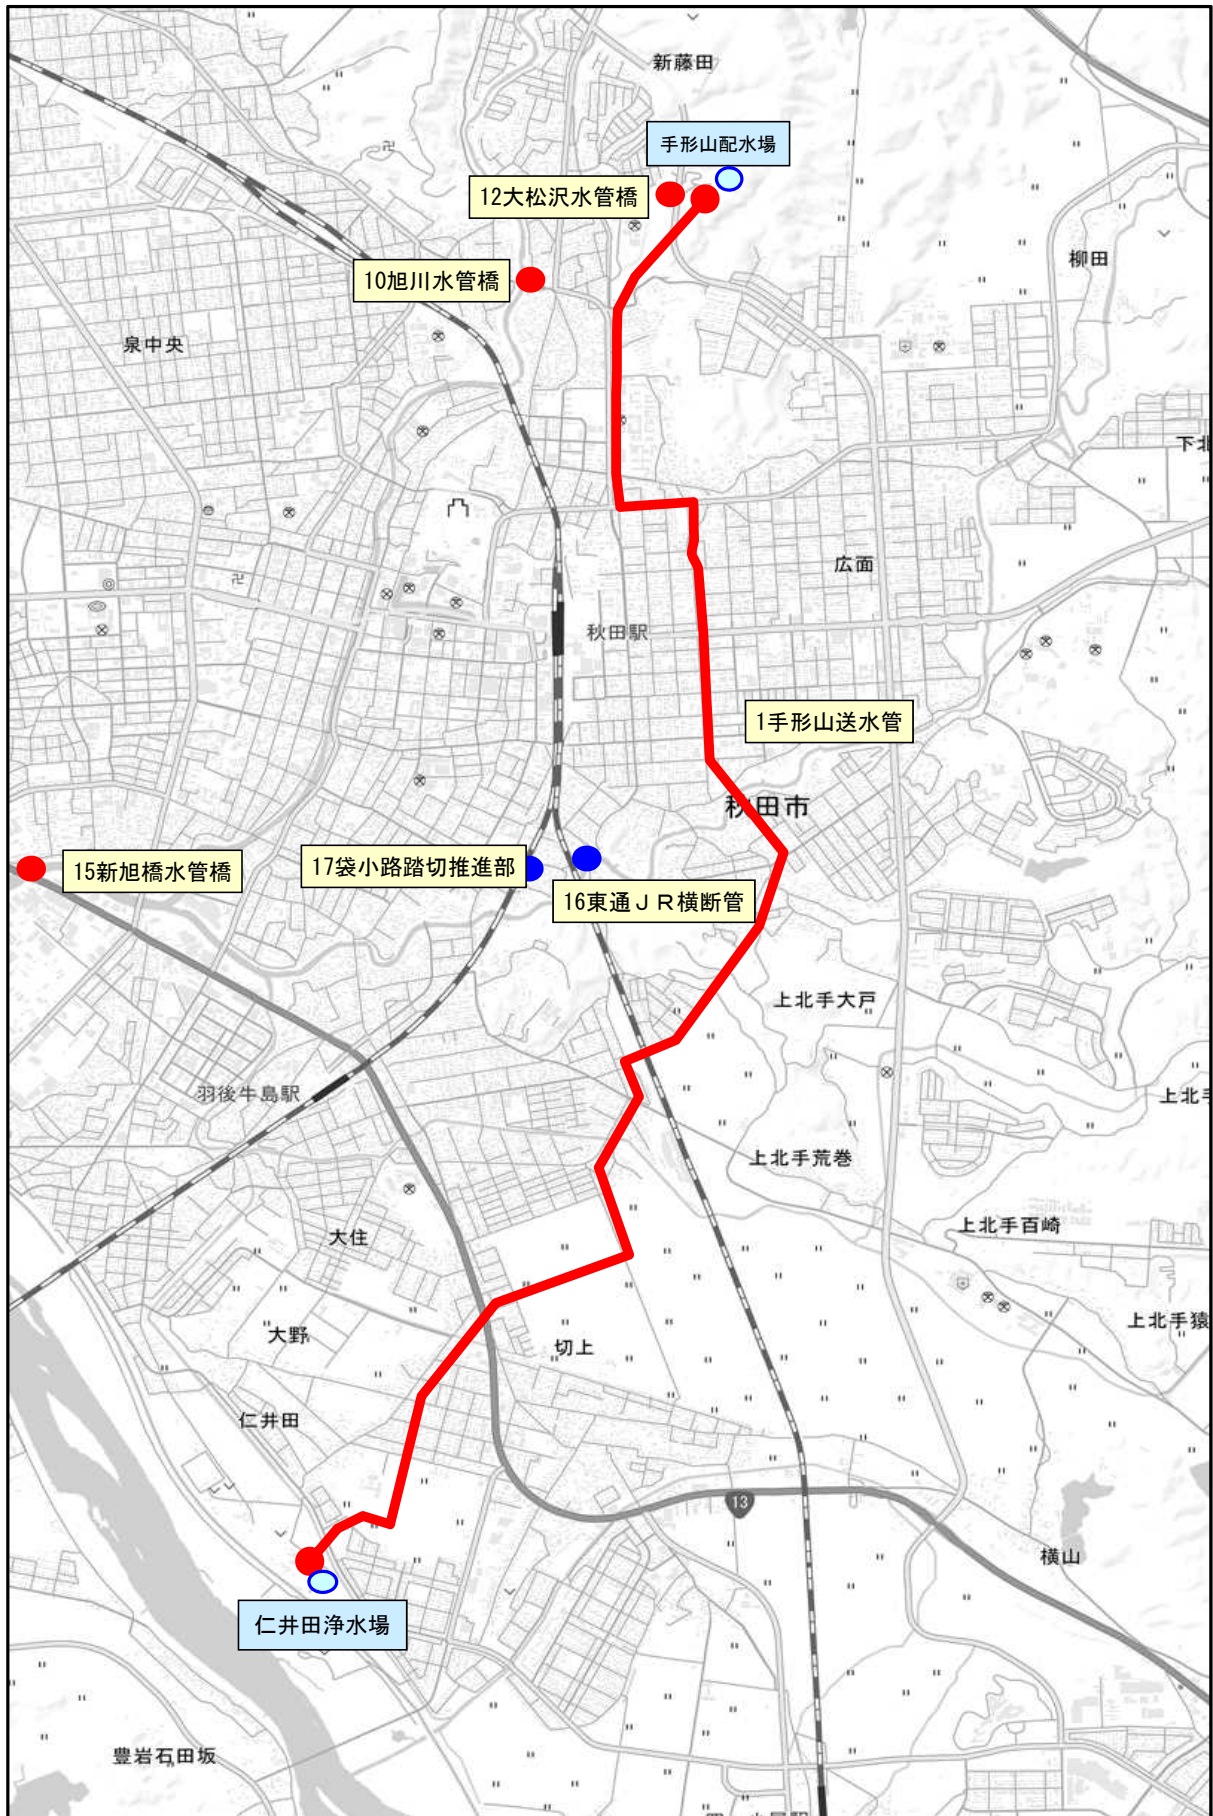 新藤田
手形山配水場
12大松沢水管橋
柳田
10旭川水管橋
泉中央
下北
広面
秋田駅
1手形山送水管
秋田市
17袋小路踏切推進部
15新旭橋水管橋
16東通JR横断管
上北手大戸
羽後牛島駅
上北手
上北手荒巻
上北手百崎
大住
上北手猿
大野
切上
仁井田
13
横山
仁井田浄水場
豊岩石田坂